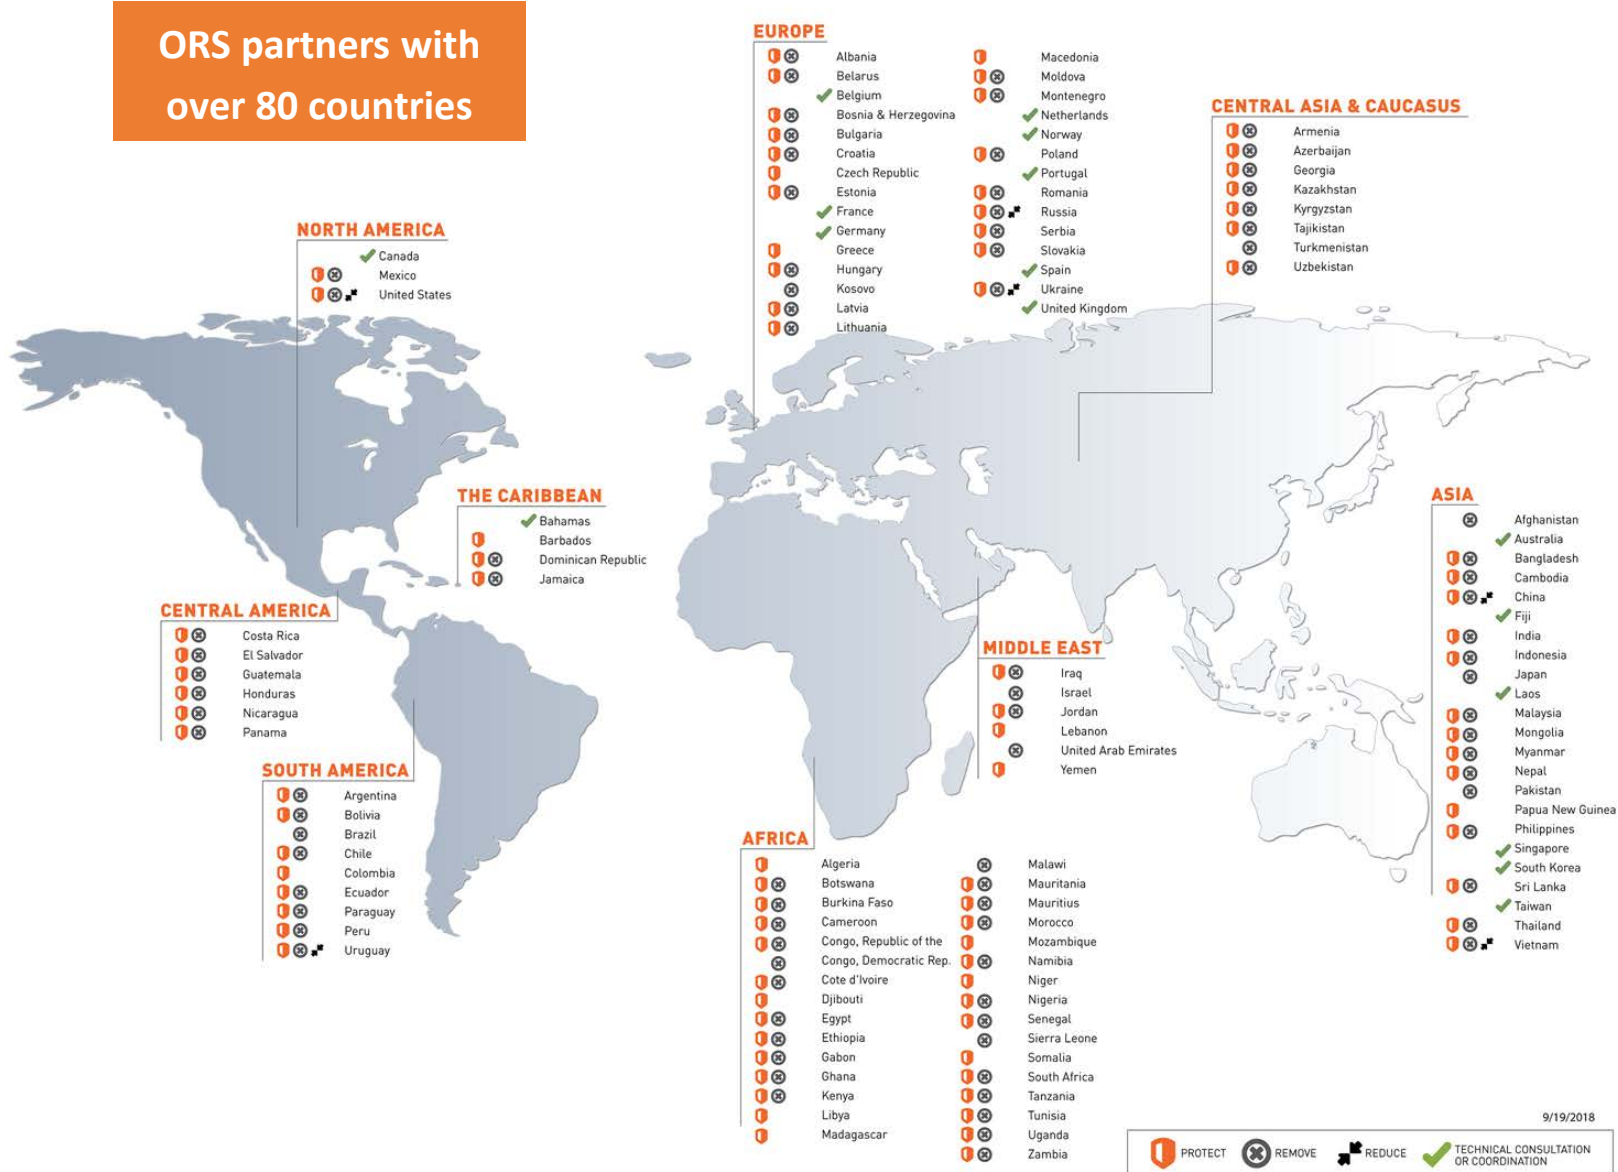 ORS partners with
over 80 countries
NORTH AMERICA
Canada
Mexico
United States
THE CARIBBEAN
Bahamas
Barbados
Dominican Republic
Jamaica
CENTRAL AMERICA
Costa Rica
El Salvador
Guatemala
Honduras
Nicaragua
Panama
SOUTH AMERICA
Argentina
Bolivia
Brazil
Chile
Colombia
Ecuador
Paraguay
Peru
Uruguay
EUROPE
Albania
Belarus
Belgium
Bosnia & Herzegovina
Bulgaria
Croatia
Czech Republic
Estonia
France
Germany
Greece
Hungary
Kosovo
Latvia
Lithuania
Macedonia
Moldova
Montenegro
Netherlands
Norway
Poland
Portugal
Romania
Russia
Serbia
Slovakia
Spain
Ukraine
United Kingdom
CENTRAL ASIA & CAUCASUS
Armenia
Azerbaijan
Georgia
Kazakhstan
Kyrgyzstan
Tajikistan
Turkmenistan
Uzbekistan
MIDDLE EAST
Iraq
Israel
Jordan
Lebanon
United Arab Emirates
Yemen
AFRICA
Algeria
Botswana
Burkina Faso
Cameroon
Congo, Republic of the
Congo, Democratic Rep.
Cote d'Ivoire
Djibouti
Egypt
Ethiopia
Gabon
Ghana
Kenya
Libya
Madagascar
Malawi
Mauritania
Mauritius
Morocco
Mozambique
Namibia
Niger
Nigeria
Senegal
Sierra Leone
Somalia
South Africa
Tanzania
Tunisia
Uganda
Zambia
ASIA
Afghanistan
Australia
Bangladesh
Cambodia
China
Fiji
India
Indonesia
Japan
Laos
Malaysia
Mongolia
Myanmar
Nepal
Pakistan
Papua New Guinea
Philippines
Singapore
South Korea
Sri Lanka
Taiwan
Thailand
Vietnam
9/19/2018
PROTECT
REMOVE
REDUCE
TECHNICAL CONSULTATION
OR COORDINATION